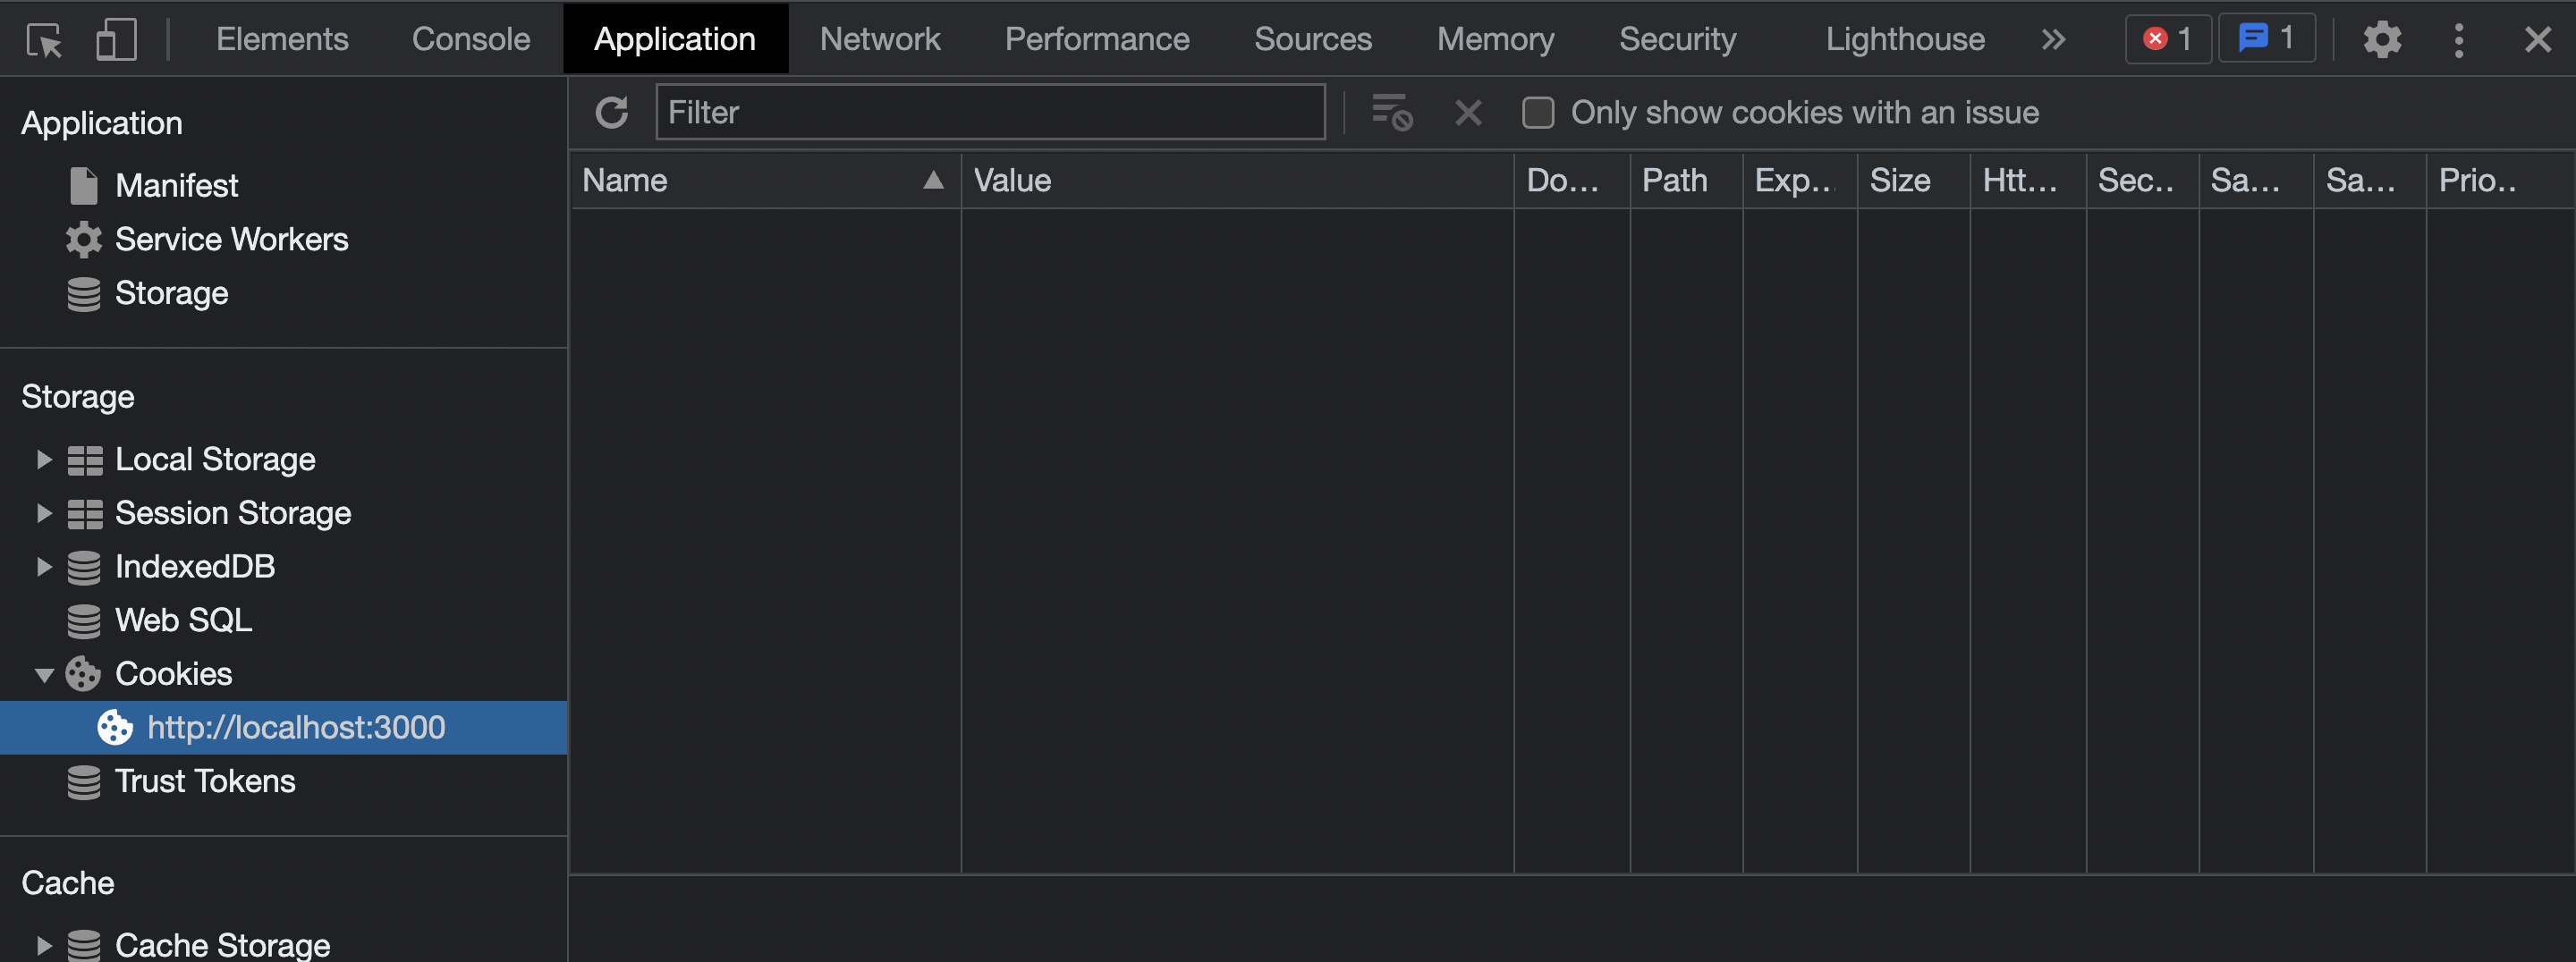 Elements Console Application Network Performance Sources Memory Security Lighthouse 1 1
Application
Manifest
Service Workers
Storage
Storage
Local Storage
Session Storage
IndexedDB
Web SQL
Cookies
http://localhost:3000
Trust Tokens
Cache
Cache Storage
Filter Only show cookies with an issue
Name Value Do... Path Exp.. Size Htt... Sec.. Sa... Sa... Prio..